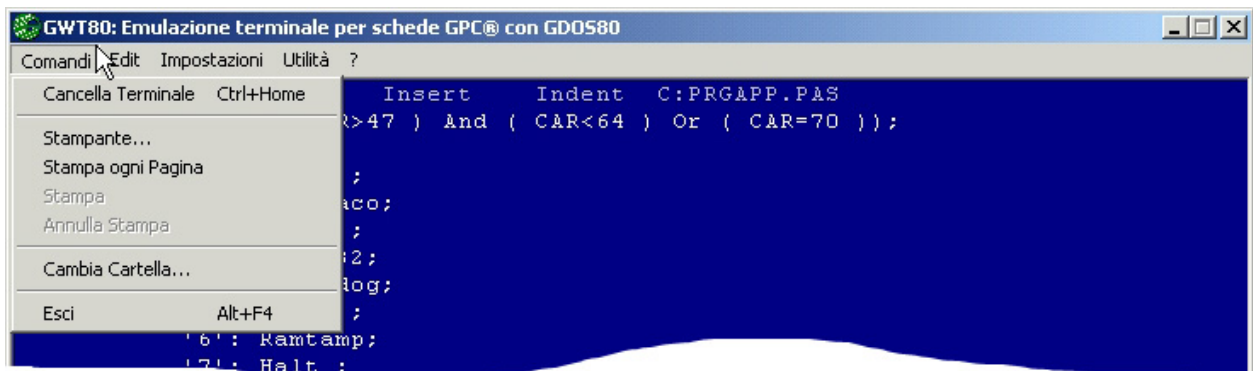 GWT80: Emulazione terminale per schede GPC® con GDOS80
Comandi Edit Impostazioni Utilità ?
Cancella Terminale Ctrl+Home Insert Indent C:PRGAPP.PAS
>47 ) And ( CAR<64 ) Or ( CAR=70 ));
Stampante...
Stampa ogni Pagina ;
Stampa aco;
Annulla Stampa ;
2;
Cambia Cartella... dog;
Esci Alt+F4 ;
'6': Ramtamp;
'7': Halt ;